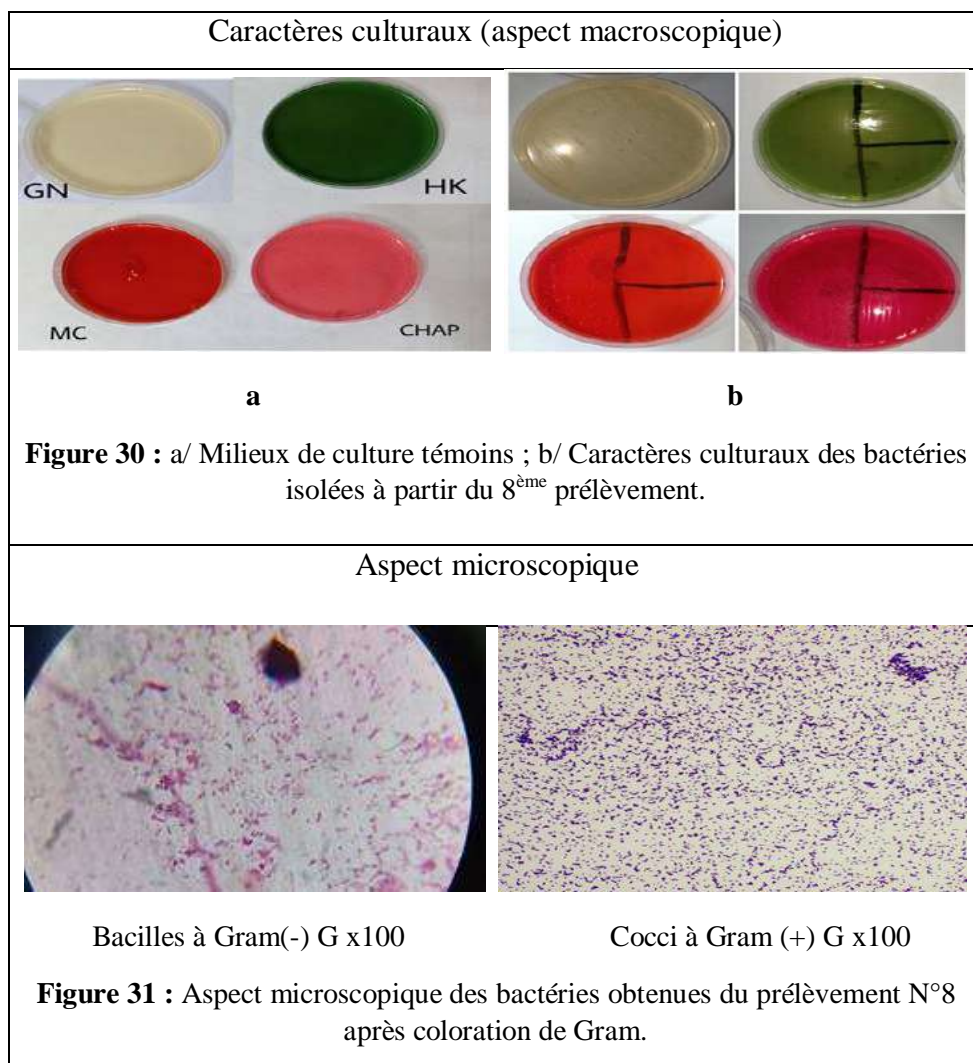 Caractères culturaux (aspect macroscopique)
GN
HK
MC
CHAP
a
b
Figure 30 : a/ Milieux de culture témoins ; b/ Caractères culturaux des bactéries
isolées à partir du 8ème prélèvement.
Aspect microscopique
Bacilles à Gram(-) G x100
Cocci à Gram (+) G x100
Figure 31 : Aspect microscopique des bactéries obtenues du prélèvement N°8
après coloration de Gram.